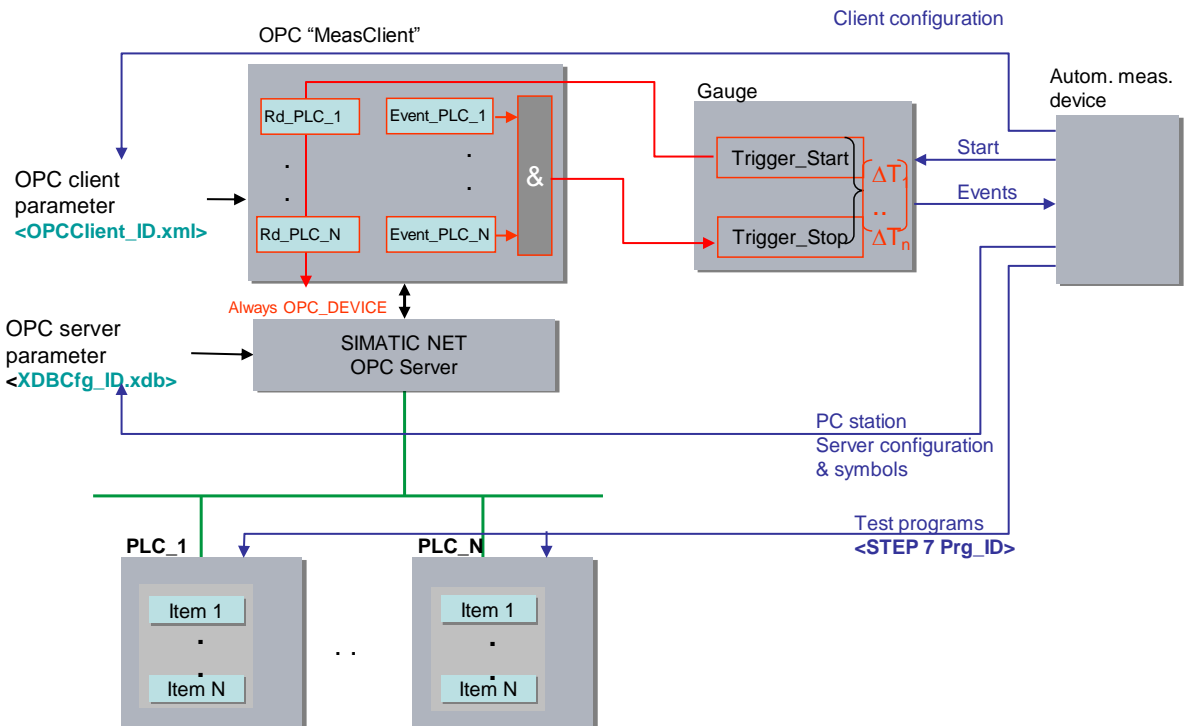 Client configuration
OPC “MeasClient”
Autom. meas.
device
Gauge
Rd_PLC_1
Event_PLC_1
.
.
&
Rd_PLC_N
Event_PLC_N
Trigger_Start
Trigger_Stop
ΔT1
..
ΔTn
Start
Events
OPC client
parameter
<OPCClient_ID.xml>
Always OPC_DEVICE
OPC server
parameter
<XDBCfg_ID.xdb>
SIMATIC NET
OPC Server
PC station
Server configuration
& symbols
Test programs
<STEP 7 Prg_ID>
PLC_1
PLC_N
Item 1
.
.
Item N
. .
Item 1
.
.
Item N